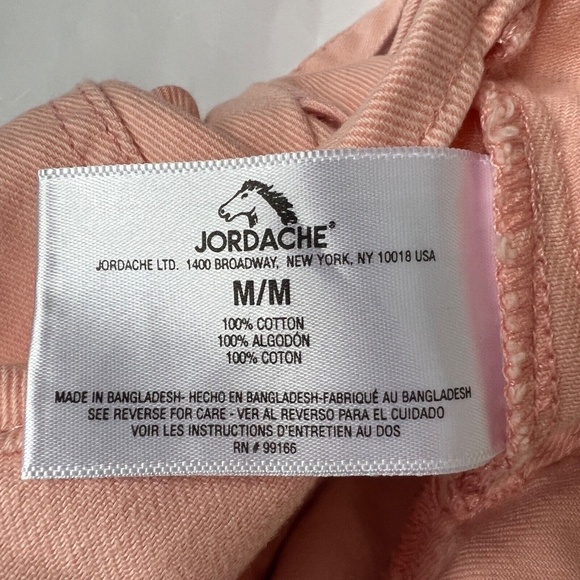 JORDACHE®
JORDACHE LTD. 1400 BROADWAY, NEW YORK, NY 10018 USA
M/M
100% COTTON
100% ALGODÓN
100% COTON
MADE IN BANGLADESH- HECHO EN BANGLADESH-FABRIQUÉ AU BANGLADESH
SEE REVERSE FOR CARE - VER AL REVERSO PARA EL CUIDADO
VOIR LES INSTRUCTIONS D'ENTRETIEN AU DOS
RN # 99166